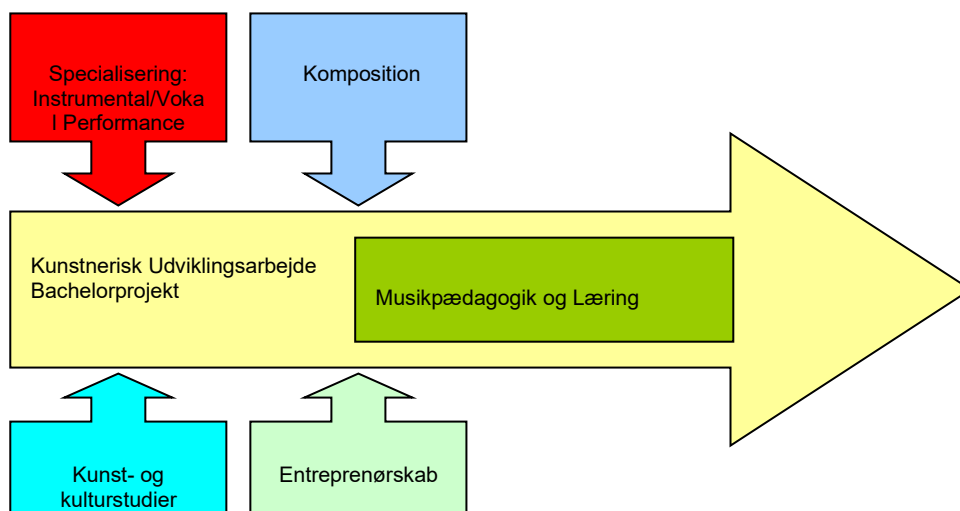 Specialisering:
Instrumental/Voka
l Performance
Komposition
Kunstnerisk Udviklingsarbejde
Bachelorprojekt
Musikpædagogik og Læring
Kunst- og
kulturstudier
Entreprenørskab